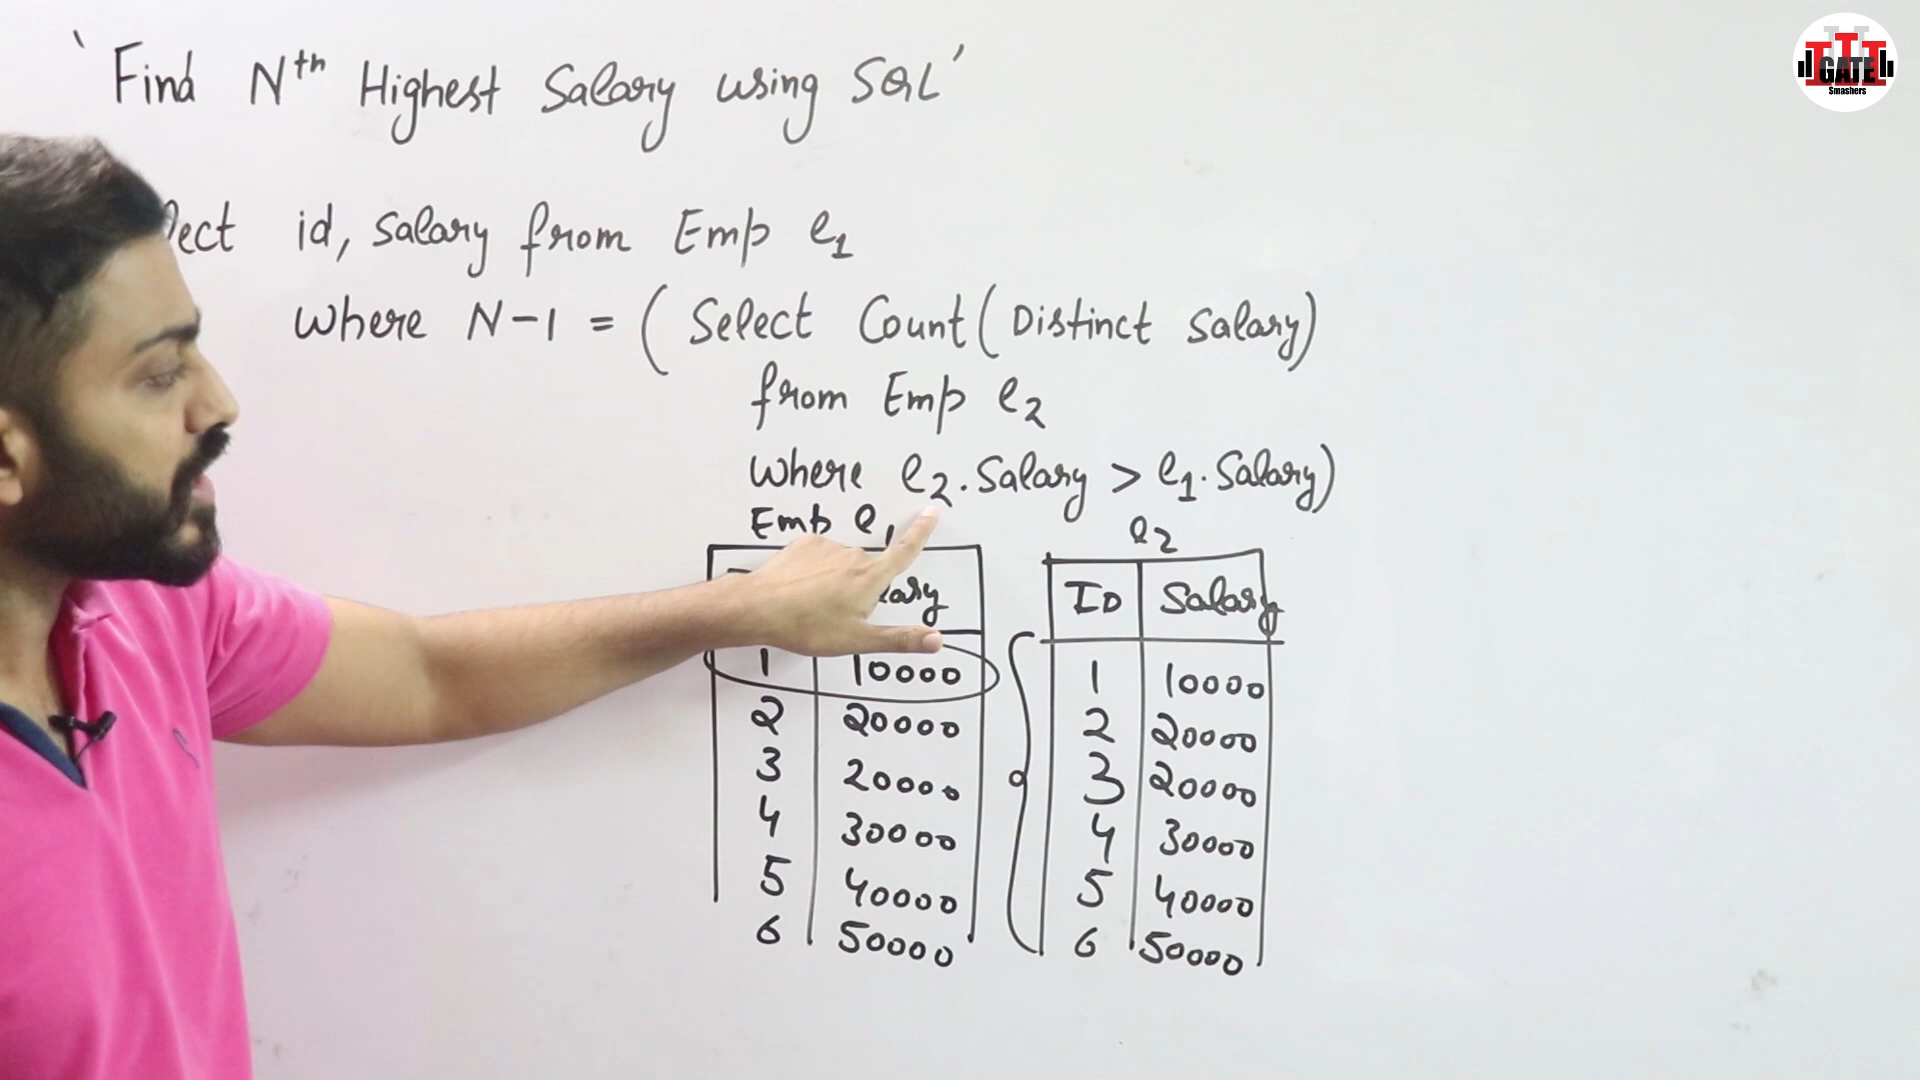 'Find Nth Highest Salary using SQL'
id, Salary from Emp e1
where N-1 = ( Select Count(Distinct Salary)
from Emp e2
where e2.Salary > e1.Salary)
Emp e1
e2
ID Salary
1 10000
2 20000
3 20000
4 30000
5 40000
6 50000
1 10000
2 20000
3 20000
4 30000
5 40000
6 50000
GATE
Smashers